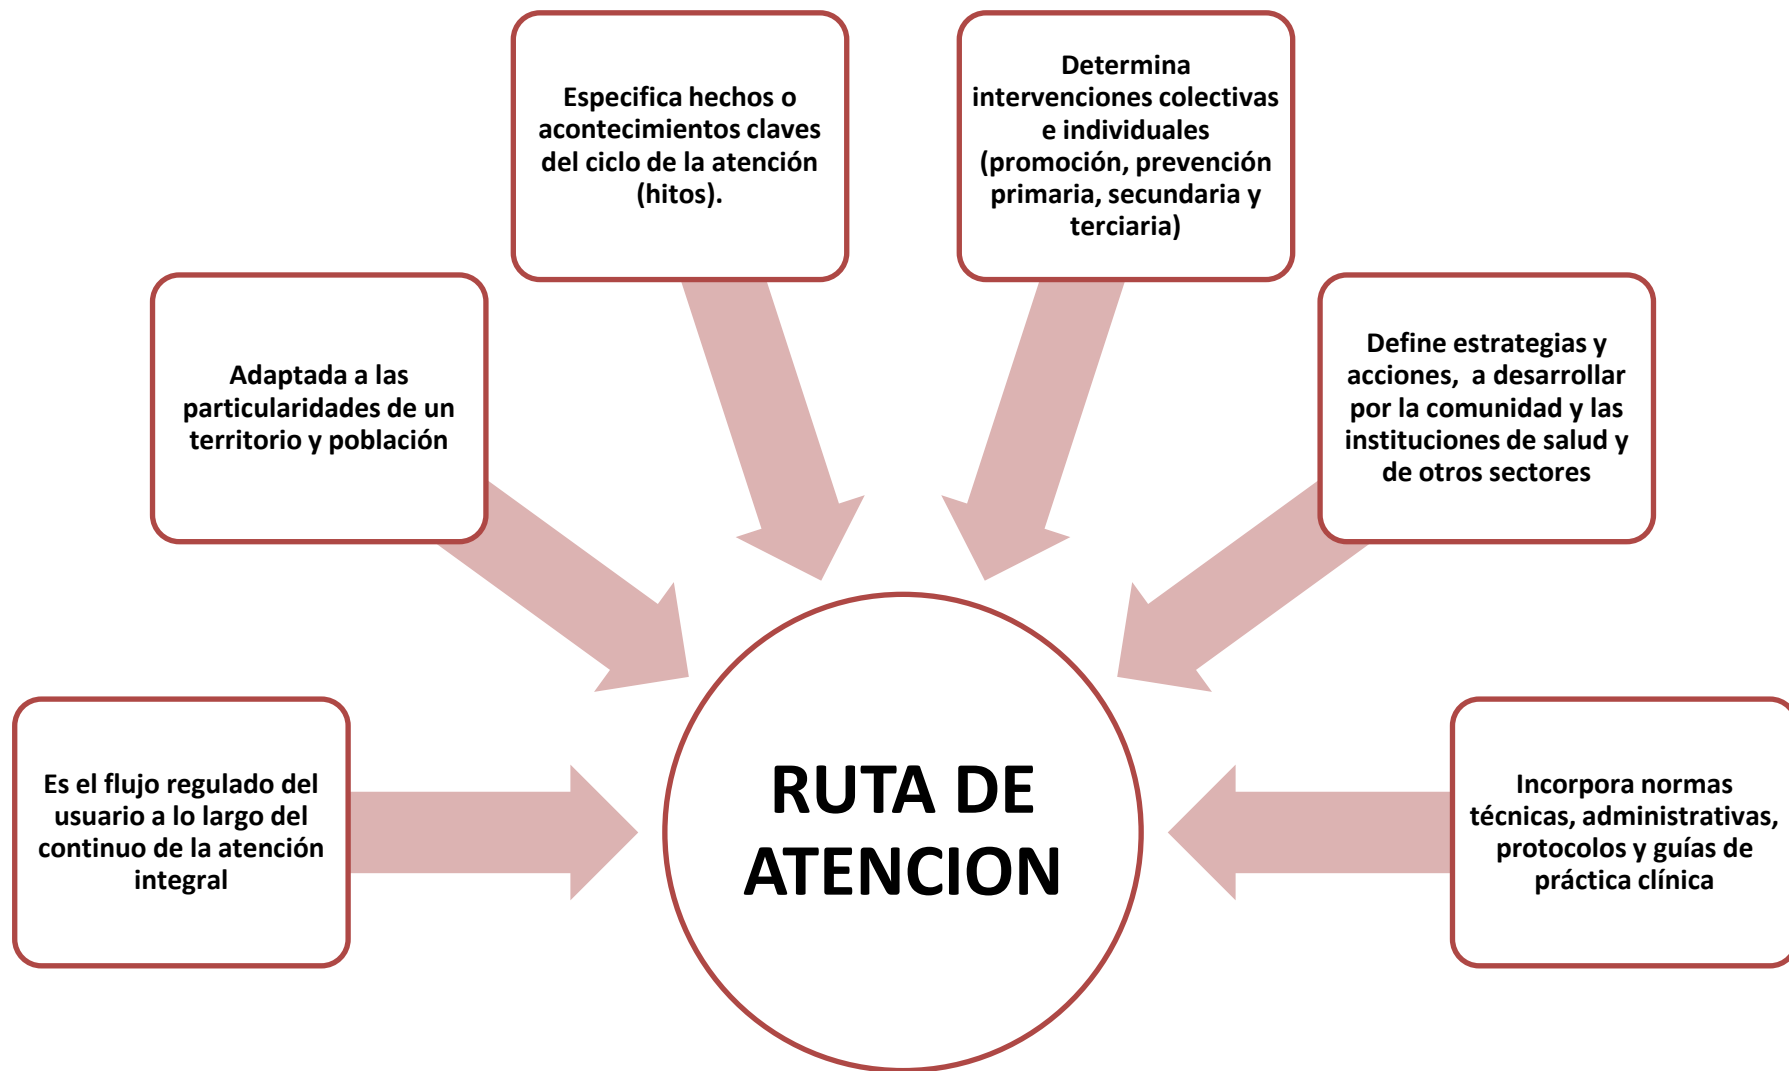 Especifica hechos o
acontecimientos claves
del ciclo de la atención
(hitos).
Determina
intervenciones colectivas
e individuales
(promoción, prevención
primaria, secundaria y
terciaria)
Adaptada a las
particularidades de un
territorio y población
Define estrategias y
acciones,  a desarrollar
por la comunidad y las
instituciones de salud y
de otros sectores
Es el flujo regulado del
usuario a lo largo del
continuo de la atención
integral
RUTA DE
ATENCION
Incorpora normas
técnicas, administrativas,
protocolos y guías de
práctica clínica